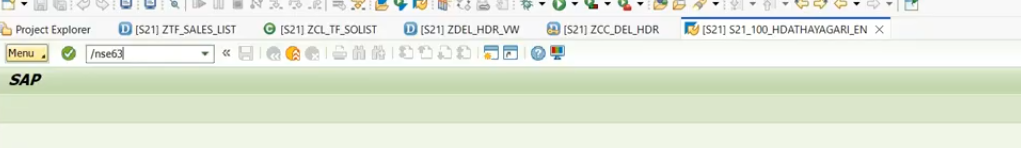 Project Explorer [S21] ZTF_SALES_LIST [S21] ZCL_TF_SOLIST [S21] ZDEL_HDR_VW [S21] ZCC_DEL_HDR [S21] S21_100_HDATHAYAGARI_EN
Menu /nse63
SAP